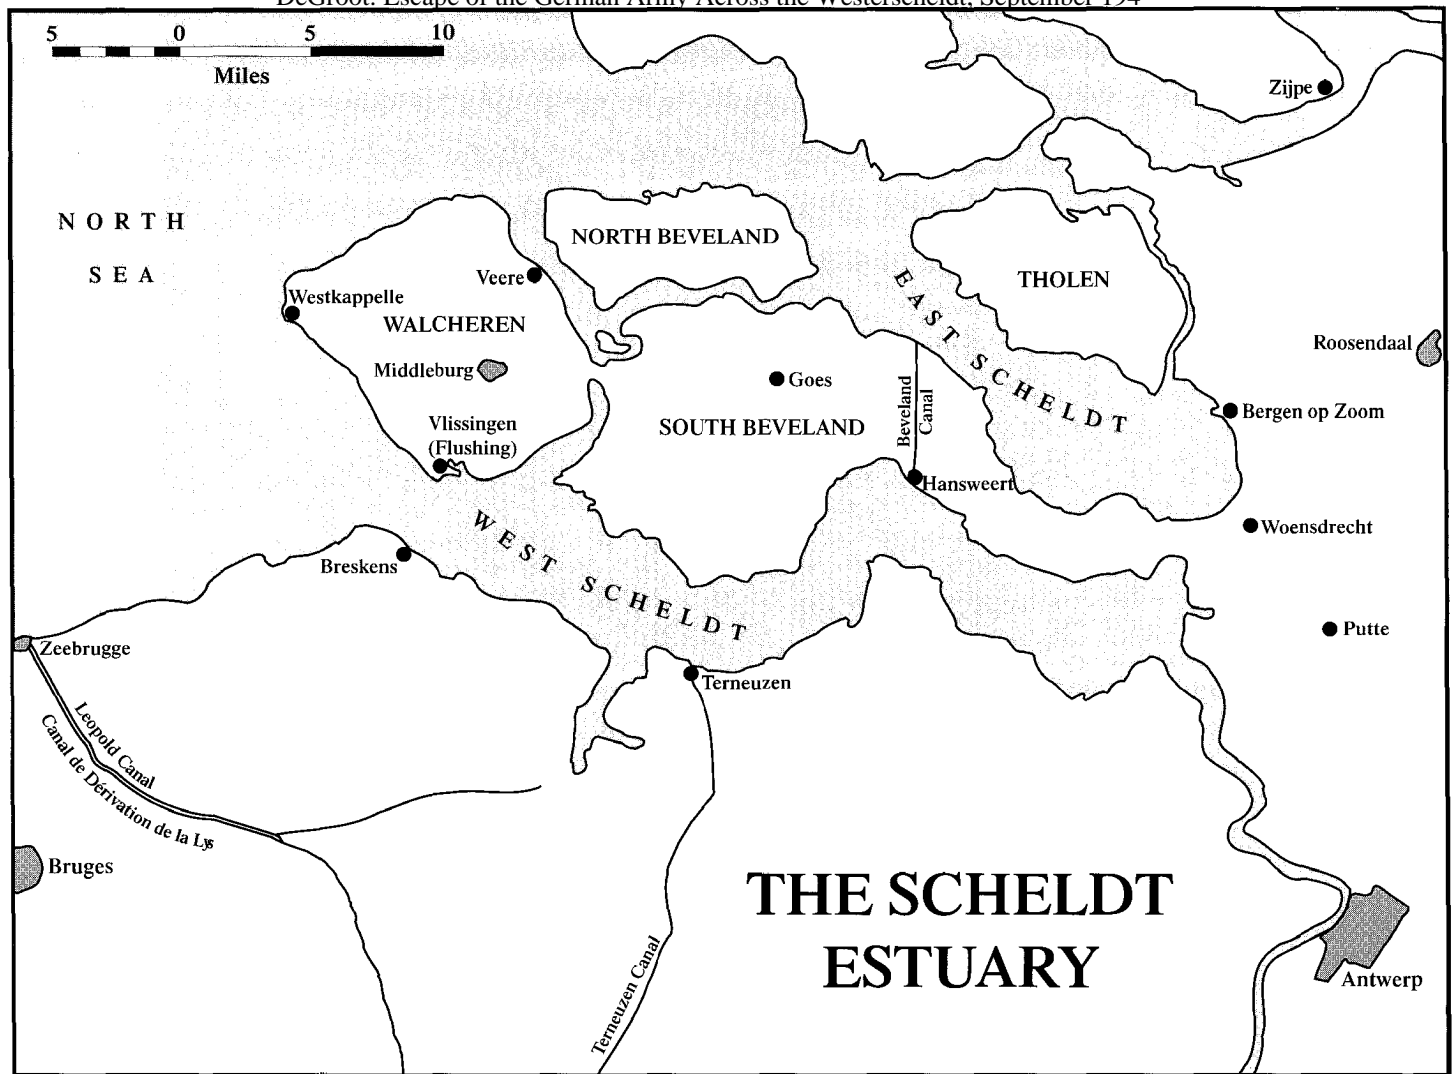 DeGroot: Escape of the German Army Across the Westerscheldt, September 194
5 0 5 10
Miles
Zijpe
NORTH
SEA
NORTH BEVELAND
THOLEN
Veere
Westkappelle
WALCHEREN
EAST SCHELDT
Roosendaal
Middleburg
Goes
Beveland
Canal
Bergen op Zoom
Vlissingen
(Flushing)
SOUTH BEVELAND
Hansweert
WEST SCHELDT
Woensdrecht
Breskens
Putte
Zeebrugge
Terneuzen
Leopold Canal
Canal de Dérivation de la Lys
Bruges
THE SCHELDT
ESTUARY
Terneuzen Canal
Antwerp